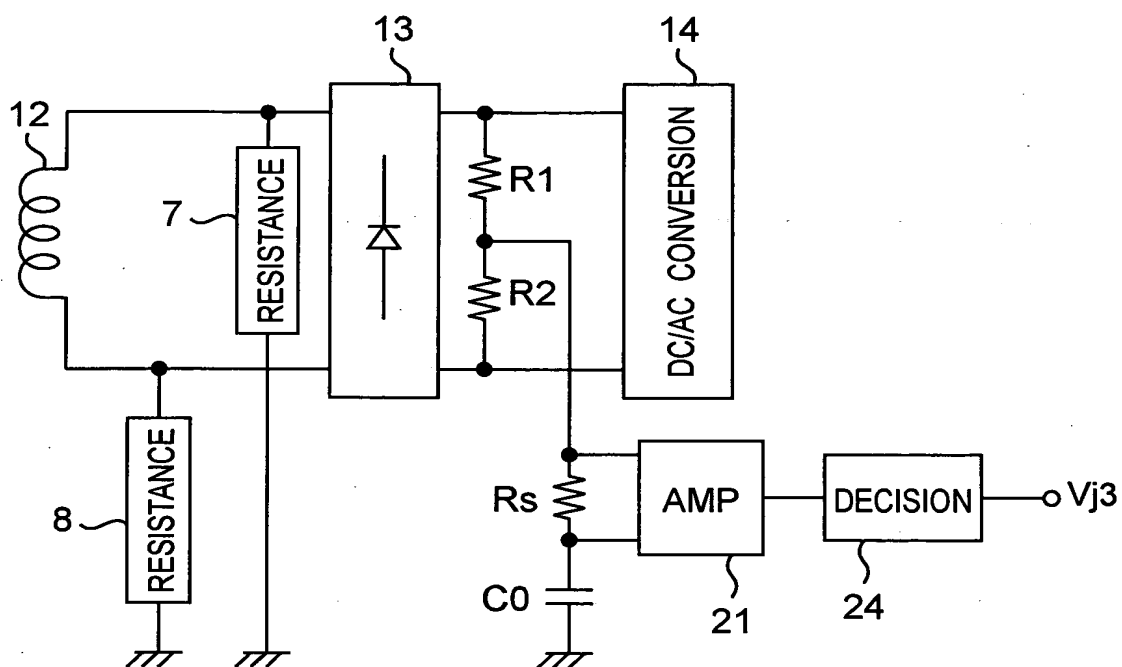 13
14
12
7
RESISTANCE
R1
R2
DC/AC CONVERSION
8
RESISTANCE
Rs
AMP
DECISION
Vj3
C0
21
24